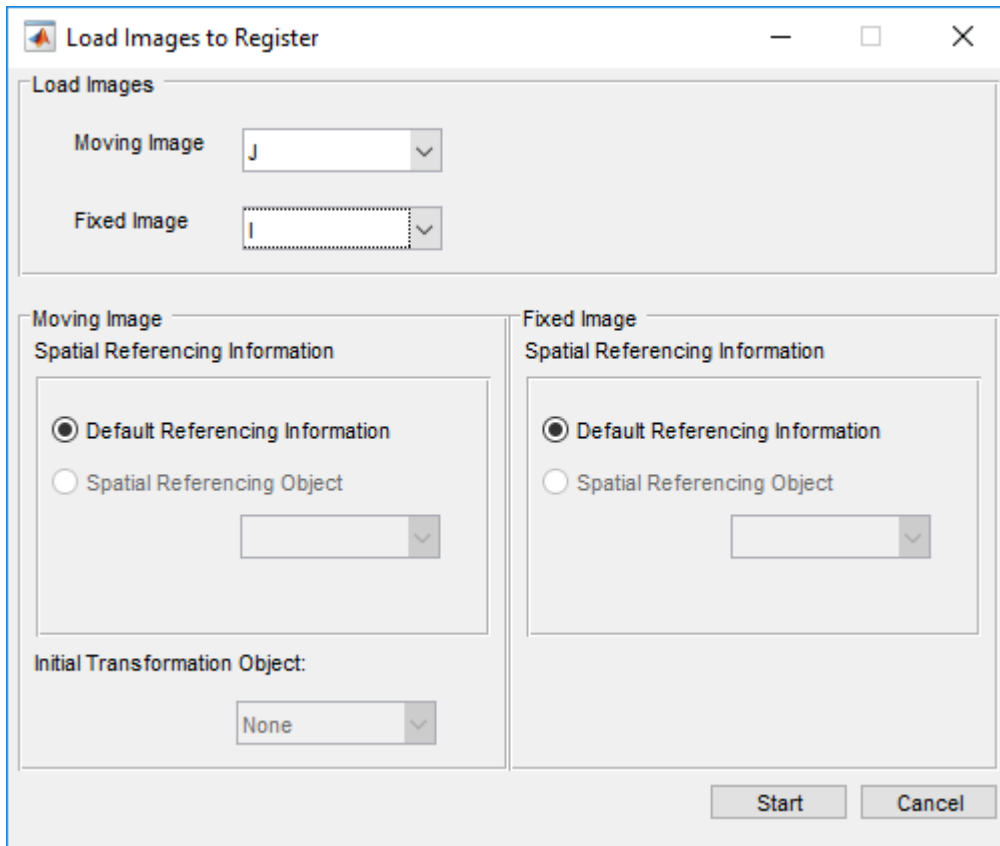 Load Images to Register
Load Images
Moving Image J
Fixed Image I
Moving Image
Spatial Referencing Information
Default Referencing Information
Spatial Referencing Object
Initial Transformation Object:
None
Fixed Image
Spatial Referencing Information
Default Referencing Information
Spatial Referencing Object
Start Cancel